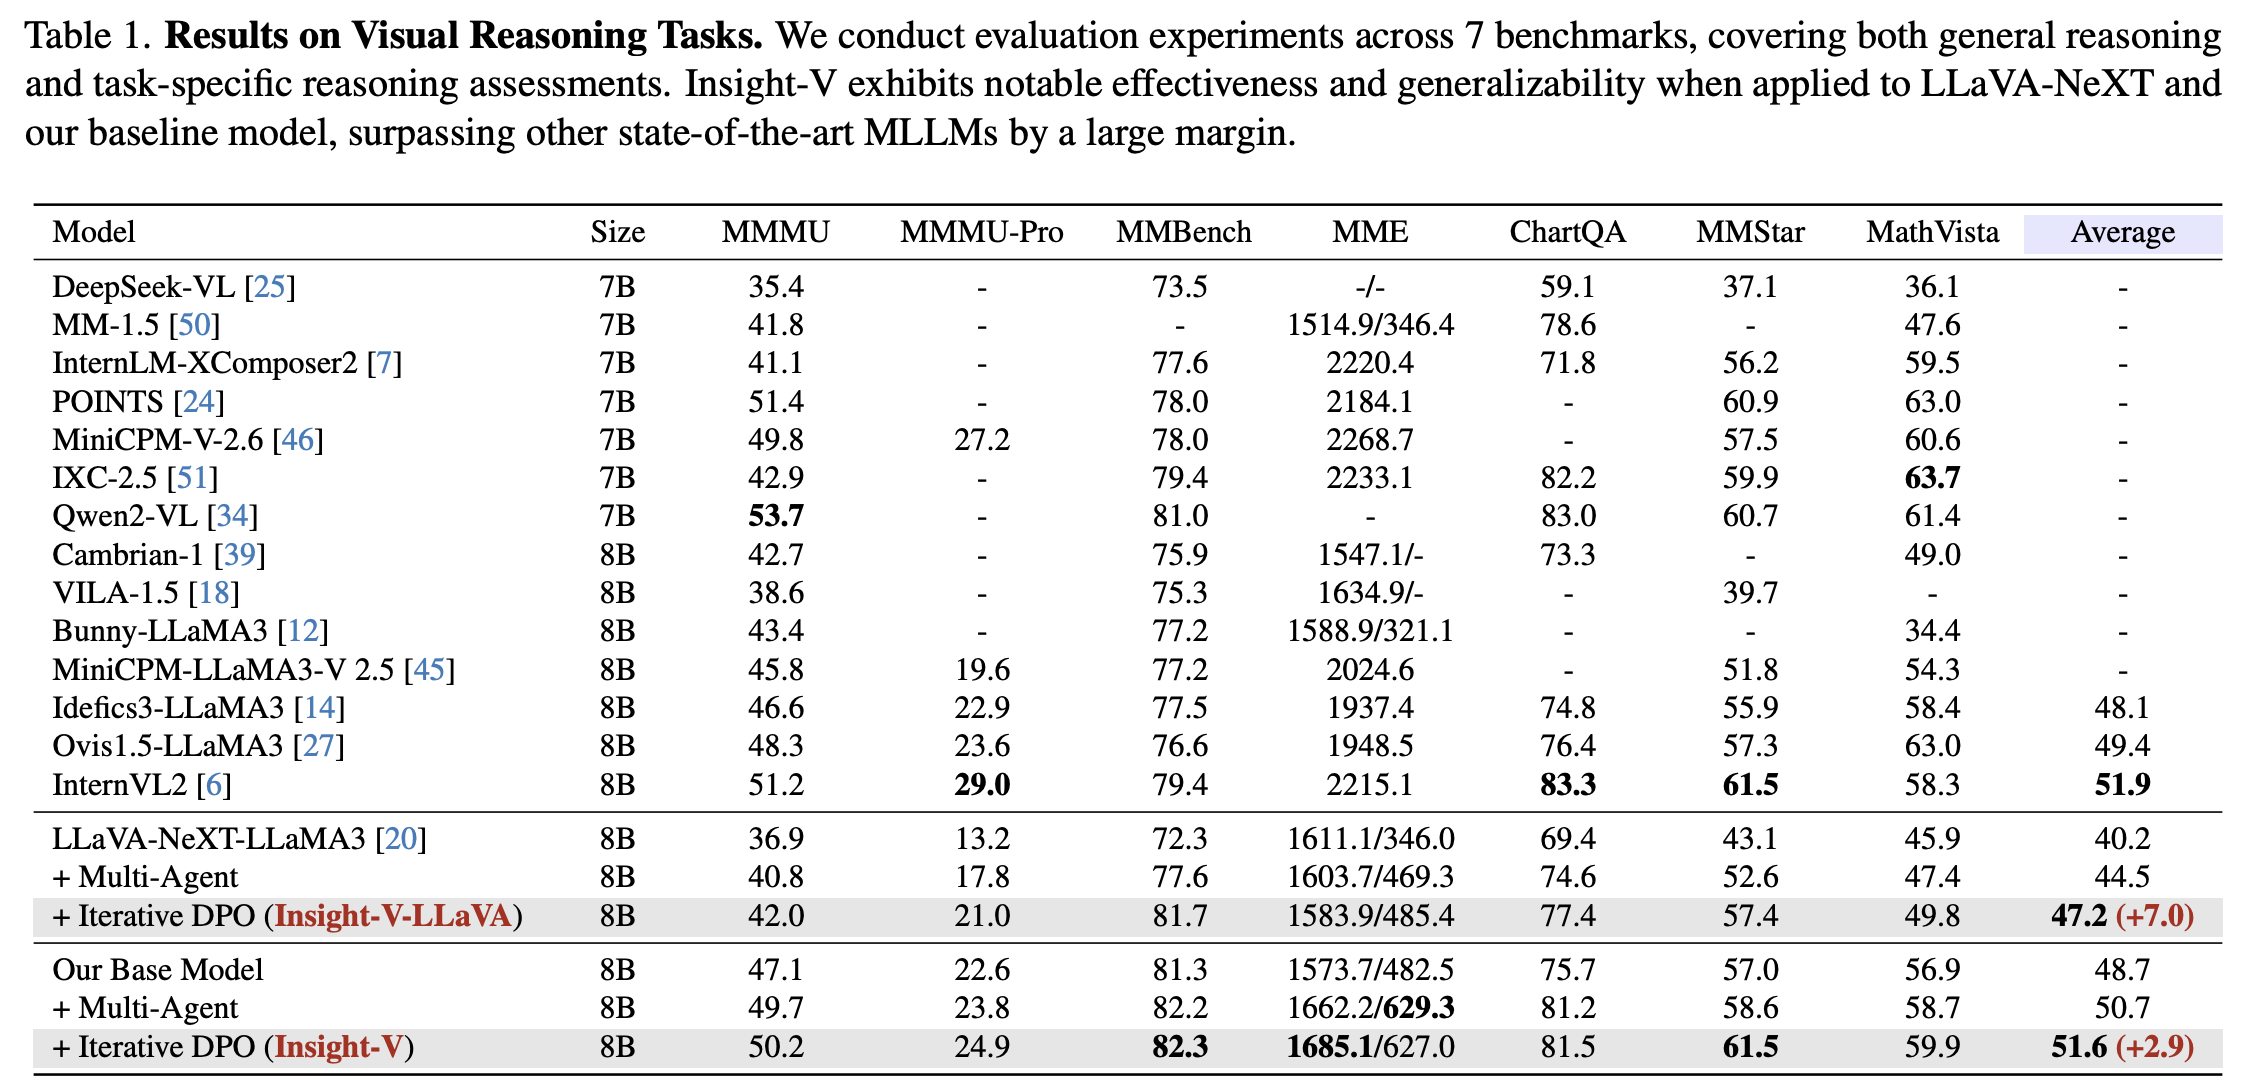 Table 1. Results on Visual Reasoning Tasks. We conduct evaluation experiments across 7 benchmarks, covering both general reasoning
and task-specific reasoning assessments. Insight-V exhibits notable effectiveness and generalizability when applied to LLaVA-NeXT and
our baseline model, surpassing other state-of-the-art MLLMs by a large margin.
Model Size MMMU MMMU-Pro MMBench MME ChartQA MMStar MathVista Average
DeepSeek-VL [25] 7B 35.4 - 73.5 -/- 59.1 37.1 36.1 -
MM-1.5 [50] 7B 41.8 - - 1514.9/346.4 78.6 - 47.6 -
InternLM-XComposer2 [7] 7B 41.1 - 77.6 2220.4 71.8 56.2 59.5 -
POINTS [24] 7B 51.4 - 78.0 2184.1 - 60.9 63.0 -
MiniCPM-V-2.6 [46] 7B 49.8 27.2 78.0 2268.7 - 57.5 60.6 -
IXC-2.5 [51] 7B 42.9 - 79.4 2233.1 82.2 59.9 63.7 -
Qwen2-VL [34] 7B 53.7 - 81.0 - 83.0 60.7 61.4 -
Cambrian-1 [39] 8B 42.7 - 75.9 1547.1/- 73.3 - 49.0 -
VILA-1.5 [18] 8B 38.6 - 75.3 1634.9/- - 39.7 - -
Bunny-LLaMA3 [12] 8B 43.4 - 77.2 1588.9/321.1 - - 34.4 -
MiniCPM-LLaMA3-V 2.5 [45] 8B 45.8 19.6 77.2 2024.6 - 51.8 54.3 -
Idefics3-LLaMA3 [14] 8B 46.6 22.9 77.5 1937.4 74.8 55.9 58.4 48.1
Ovis1.5-LLaMA3 [27] 8B 48.3 23.6 76.6 1948.5 76.4 57.3 63.0 49.4
InternVL2 [6] 8B 51.2 29.0 79.4 2215.1 83.3 61.5 58.3 51.9
LLaVA-NeXT-LLaMA3 [20] 8B 36.9 13.2 72.3 1611.1/346.0 69.4 43.1 45.9 40.2
+ Multi-Agent 8B 40.8 17.8 77.6 1603.7/469.3 74.6 52.6 47.4 44.5
+ Iterative DPO (Insight-V-LLaVA) 8B 42.0 21.0 81.7 1583.9/485.4 77.4 57.4 49.8 47.2 (+7.0)
Our Base Model 8B 47.1 22.6 81.3 1573.7/482.5 75.7 57.0 56.9 48.7
+ Multi-Agent 8B 49.7 23.8 82.2 1662.2/629.3 81.2 58.6 58.7 50.7
+ Iterative DPO (Insight-V) 8B 50.2 24.9 82.3 1685.1/627.0 81.5 61.5 59.9 51.6 (+2.9)